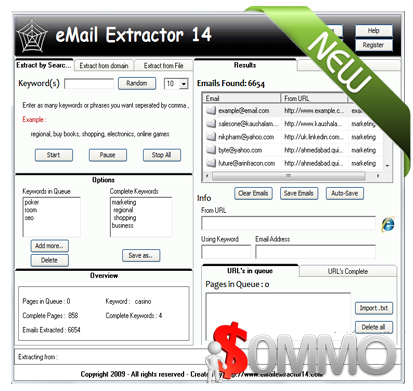 eMail Extractor 14
Help
Register
NEW
Extract by Searc...
Extract from domain
Extract from File
Results
Keyword(s)
Random
10
Enter as many keywords or phrases you want seperated by comma .
Example :
regional, buy books, shopping, electronics, online games
Start
Pause
Stop All
Emails Found: 6654
Email
From URL
example@email.com
http://www.example.c...
salesone@kaushalam...
http://www.kaushala...
marketing
nikpham@yahoo.com
http://uk.linkedin.com...
marketing
byte@yahoo.com
http://ahmedabad.qui...
marketing
future@arinfracon.com
http://ahmedabad.qui...
marketing
Clear Emails
Save Emails
Auto-Save
Options
Keywords in Queue
Complete Keywords
poker
room
seo
marketing
regional
shopping
business
Add more..
Delete
Save as..
Info
From URL
Using Keyword
Email Address
Overview
Pages in Queue : 0
Keyword : casino
Complete Pages : 858
Complete Keywords : 4
Emails Extracted : 6654
URL's in queue
URL's Complete
Pages in Queue : 0
Import .txt
Delete all
Extracting from :
$OMMO
Copyright 2009 - All rights reserved - Created
http://www.emailextractor14.com